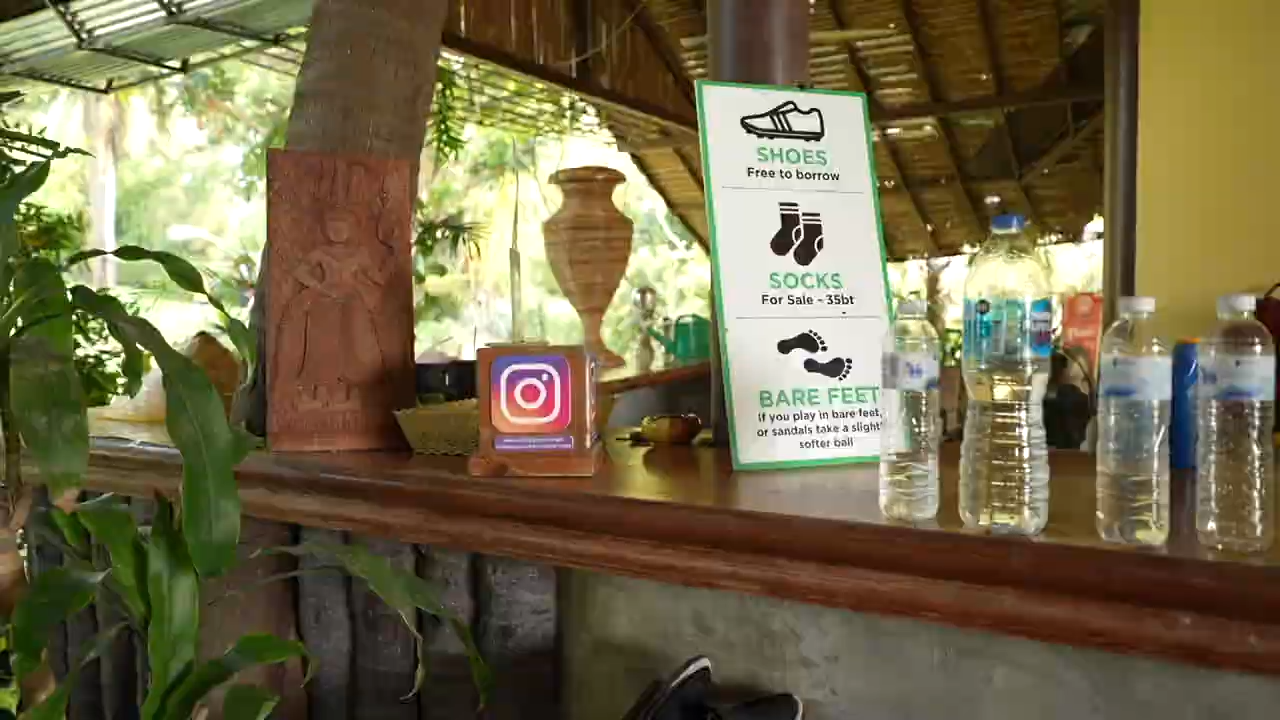 SHOES
Free to borrow
SOCKS
For Sale - 35bt
BARE FEET
If you play in bare feet,
or sandals take a slight
softer ball